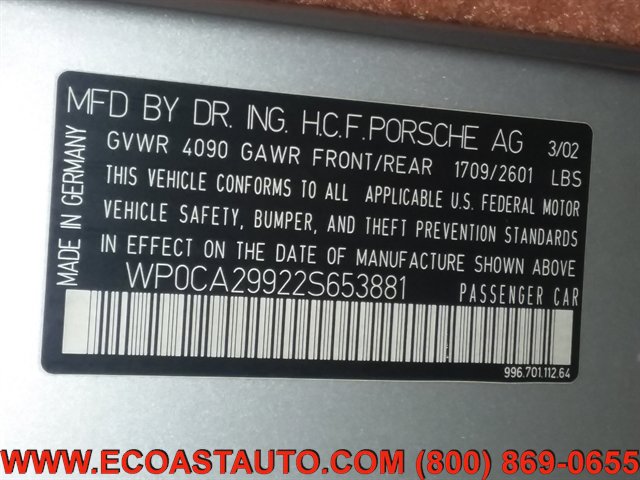 MFD BY DR. ING. H.C.F. PORSCHE AG 3/02
GVWR 4090 GAWR FRONT/REAR 1709/2601 LBS
THIS VEHICLE CONFORMS TO ALL APPLICABLE U.S. FEDERAL MOTOR
VEHICLE SAFETY, BUMPER, AND THEFT PREVENTION STANDARDS
IN EFFECT ON THE DATE OF MANUFACTURE SHOWN ABOVE
WP0CA29922S653881 PASSENGER CAR
MADE IN GERMANY
996.701.112.64
WWW.ECOASTAUTO.COM (800) 869-0655